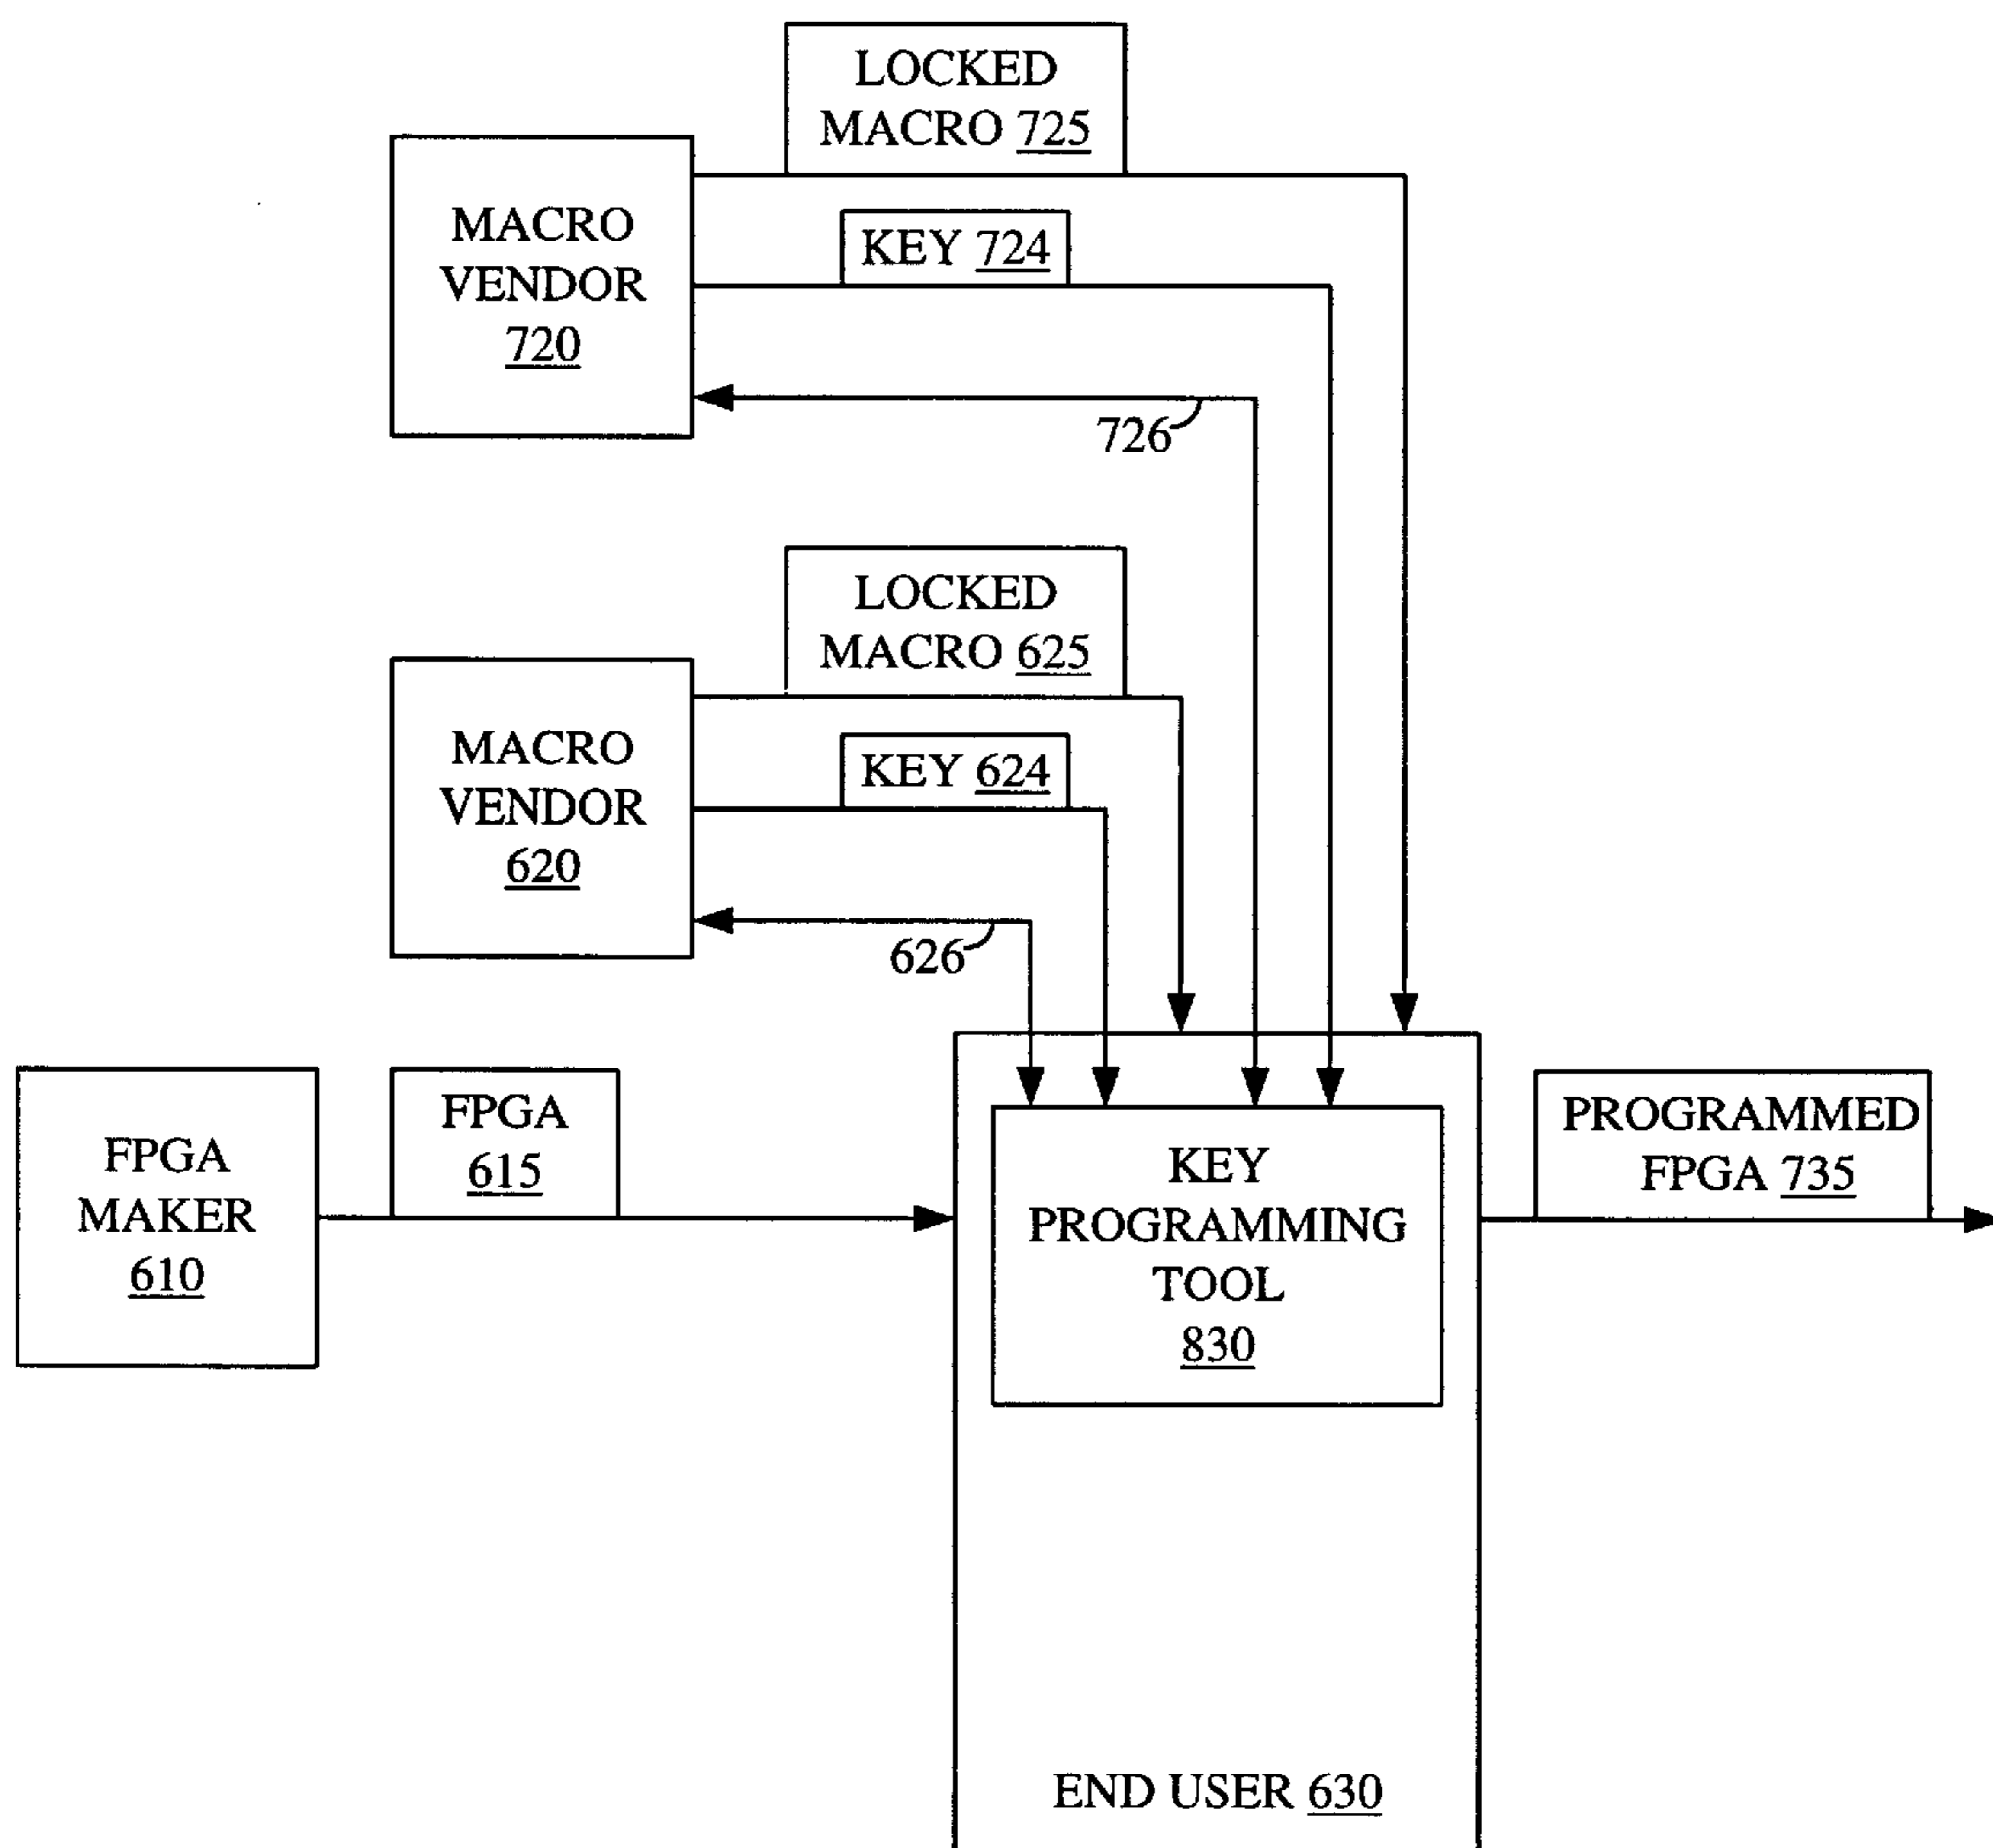 LOCKED
MACRO 725
MACRO
VENDOR
720
KEY 724
726
LOCKED
MACRO 625
MACRO
VENDOR
620
KEY 624
626
FPGA
MAKER
610
FPGA
615
KEY
PROGRAMMING
TOOL
830
PROGRAMMED
FPGA 735
END USER 630